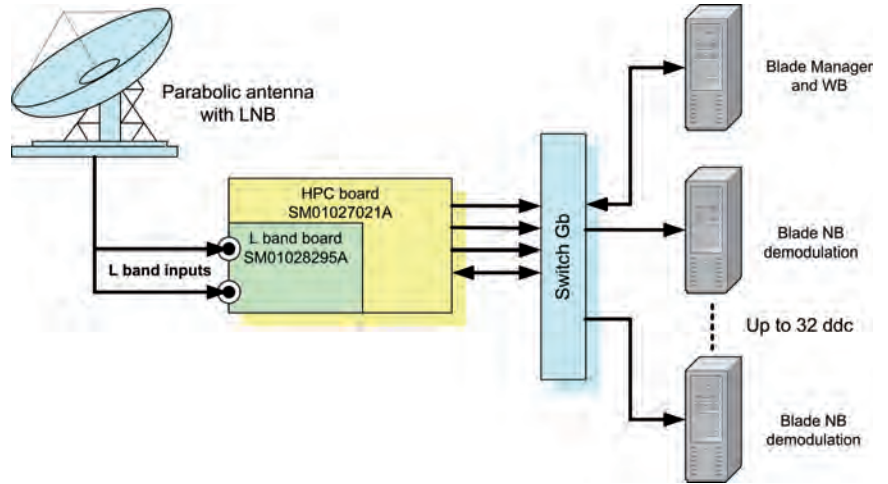 Parabolic antenna
with LNB
HPC board
SM01027021A
L band board
SM01028295A
L band inputs
Switch Gb
Blade Manager
and WB
Blade NB
demodulation
Up to 32 ddc
Blade NB
demodulation